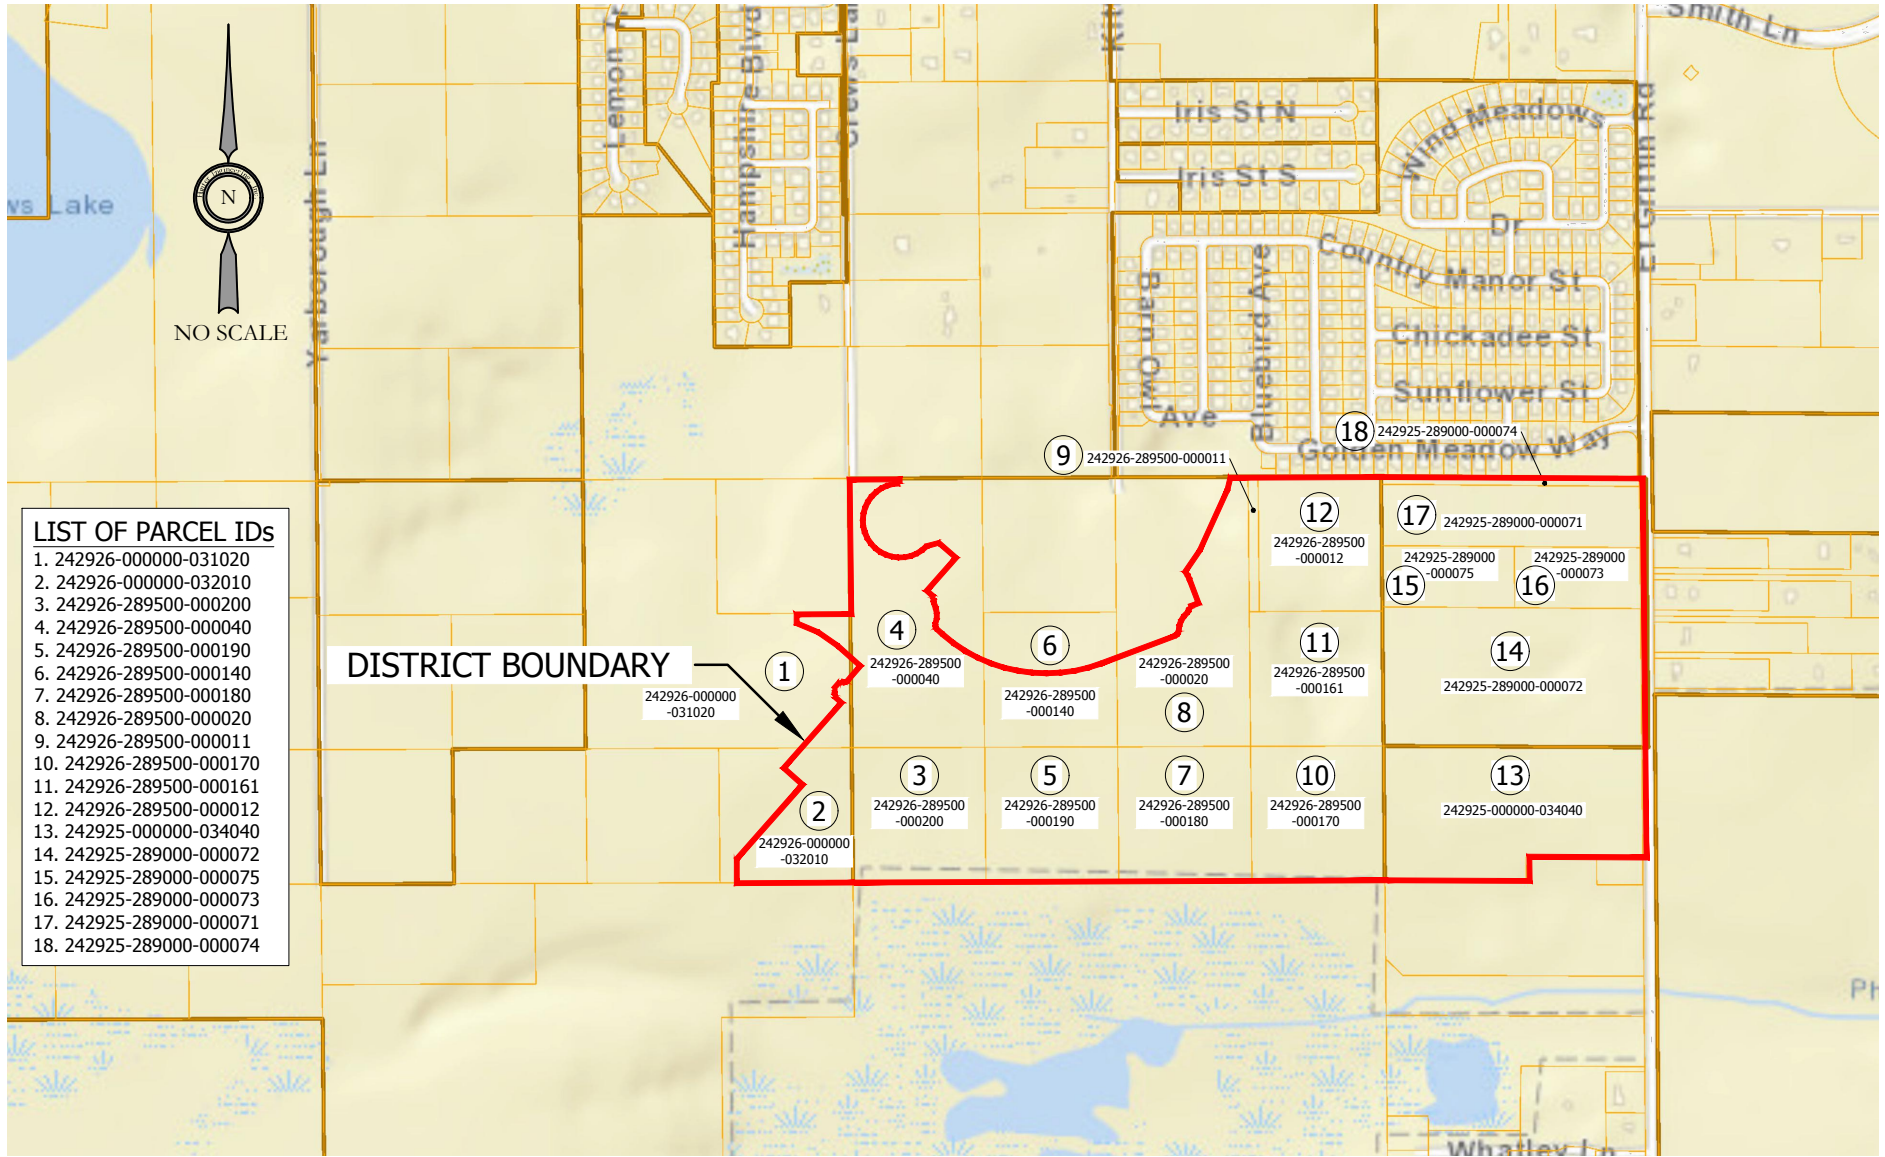 Smith Ln
Lemon
Hampshire Blvd
Iris St N
Wind Meadows
Iris St S
Yarborough Ln
N
ws Lake
Dr
Country Manor St
NO SCALE
Barn Owl
Ave
Bluebird Ave
Chickadee St
Sunflower St
18 242925-289000-000074
Golden Meadow Way
9 242926-289500-000011
LIST OF PARCEL IDs
1. 242926-000000-031020
2. 242926-000000-032010
3. 242926-289500-000200
4. 242926-289500-000040
5. 242926-289500-000190
6. 242926-289500-000140
7. 242926-289500-000180
8. 242926-289500-000020
9. 242926-289500-000011
10. 242926-289500-000170
11. 242926-289500-000161
12. 242926-289500-000012
13. 242925-000000-034040
14. 242925-289000-000072
15. 242925-289000-000075
16. 242925-289000-000073
17. 242925-289000-000071
18. 242925-289000-000074
12
242926-289500
-000012
17 242925-289000-000071
242925-289000
-000075
15
242925-289000
-000073
16
DISTRICT BOUNDARY
1
242926-000000
-031020
4
242926-289500
-000040
6
242926-289500
-000140
242926-289500
-000020
8
11
242926-289500
-000161
14
242925-289000-000072
2
242926-000000
-032010
3
242926-289500
-000200
5
242926-289500
-000190
7
242926-289500
-000180
10
242926-289500
-000170
13
242925-000000-034040
Ph
Whatley Ln